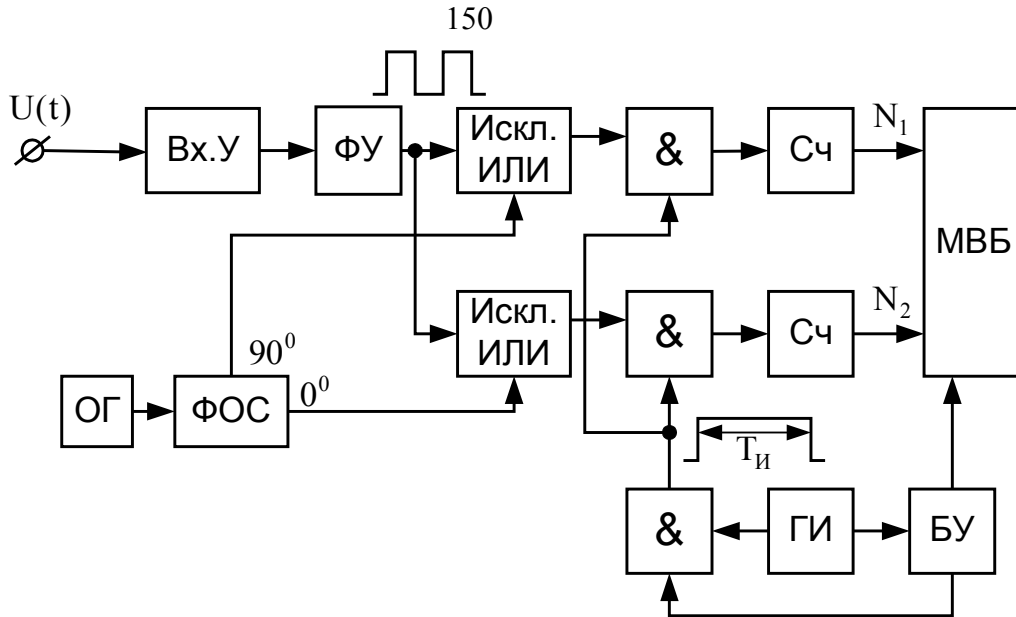 150
U(t)
Вх.У
ФУ
Искл.
ИЛИ
&
Сч
N₁
МВБ
Искл.
ИЛИ
&
Сч
N₂
90⁰
0⁰
ОГ
ФОС
Tи
&
ГИ
БУ